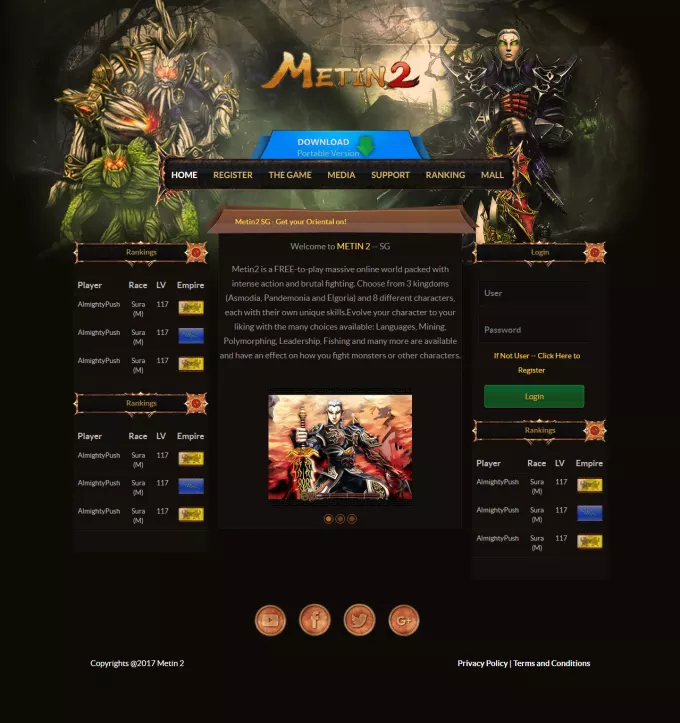 METIN2
DOWNLOAD
Portable Version
HOME REGISTER THE GAME MEDIA SUPPORT RANKING MALL
Metin2 SG - Get your Oriental on!
Rankings
Player Race LV Empire
AlmightyPush Sura (M) 117
AlmightyPush Sura (M) 117
AlmightyPush Sura (M) 117
Rankings
Player Race LV Empire
AlmightyPush Sura (M) 117
AlmightyPush Sura (M) 117
AlmightyPush Sura (M) 117
Welcome to METIN 2 -- SG
Metin2 is a FREE-to-play massive online world packed with
intense action and brutal fighting. Choose from 3 kingdoms
(Asmodia, Pandemonia and Elgoria) and 8 different characters,
each with their own unique skills.Evolve your character to your
liking with the many choices available: Languages, Mining,
Polymorphing, Leadership, Fishing and many more are available
and have an effect on how you fight monsters or other characters.
Login
User
Password
If Not User -- Click Here to
Register
Login
Rankings
Player Race LV Empire
AlmightyPush Sura (M) 117
AlmightyPush Sura (M) 117
AlmightyPush Sura (M) 117
G+
Copyrights @2017 Metin 2
Privacy Policy | Terms and Conditions